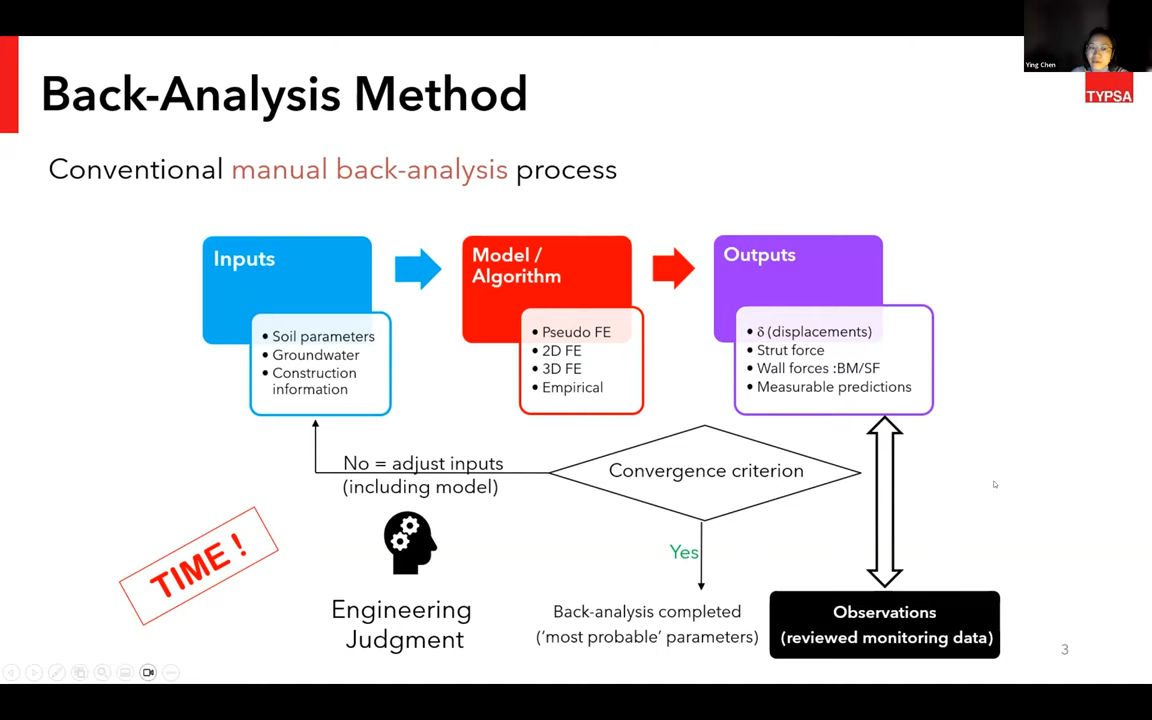 Ying Chen
TYPSA
Back-Analysis Method
Conventional manual back-analysis process
Inputs
• Soil parameters
• Groundwater
• Construction
information
Model /
Algorithm
• Pseudo FE
• 2D FE
• 3D FE
• Empirical
Outputs
• δ (displacements)
• Strut force
• Wall forces :BM/SF
• Measurable predictions
No = adjust inputs
(including model)
Convergence criterion
TIME !
Yes
Engineering
Judgment
Back-analysis completed
('most probable' parameters)
Observations
(reviewed monitoring data)
3